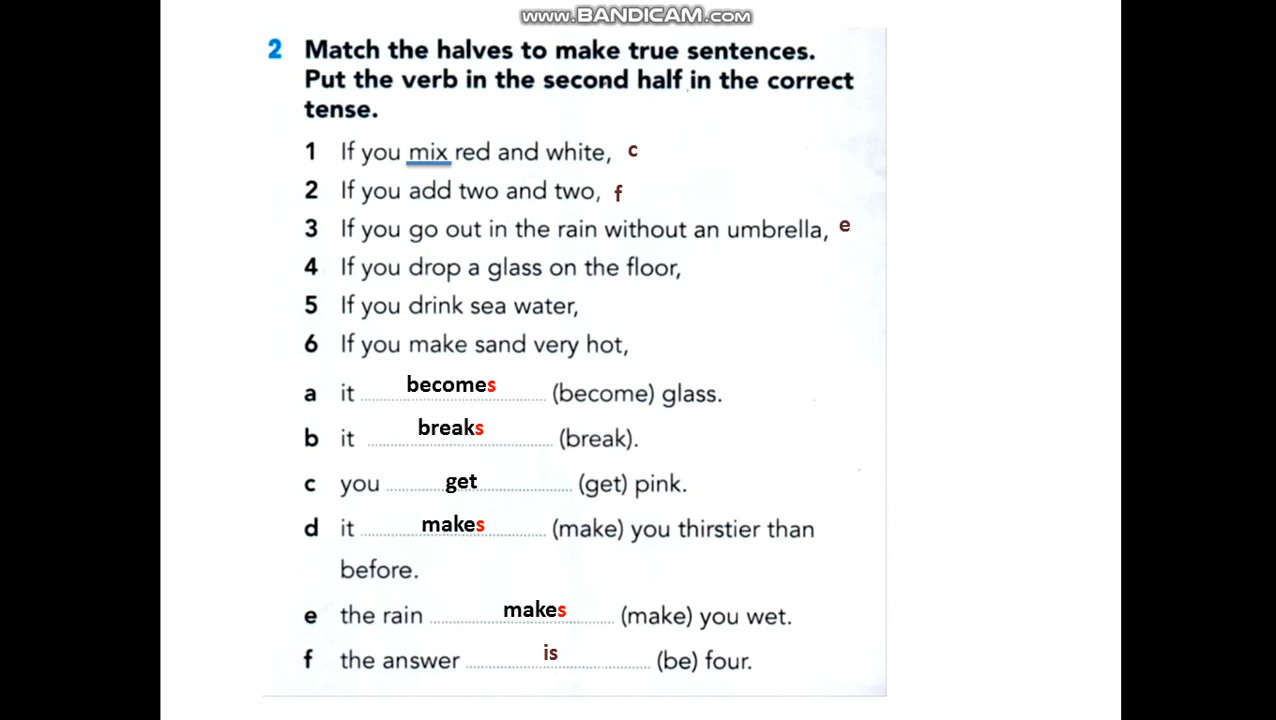 www.BANDICAM.com
2 Match the halves to make true sentences.
Put the verb in the second half in the correct
tense.
1 If you mix red and white, c
2 If you add two and two, f
3 If you go out in the rain without an umbrella, e
4 If you drop a glass on the floor,
5 If you drink sea water,
6 If you make sand very hot,
a it becomes (become) glass.
b it breaks (break).
c you get (get) pink.
d it makes (make) you thirstier than
before.
e the rain makes (make) you wet.
f the answer is (be) four.